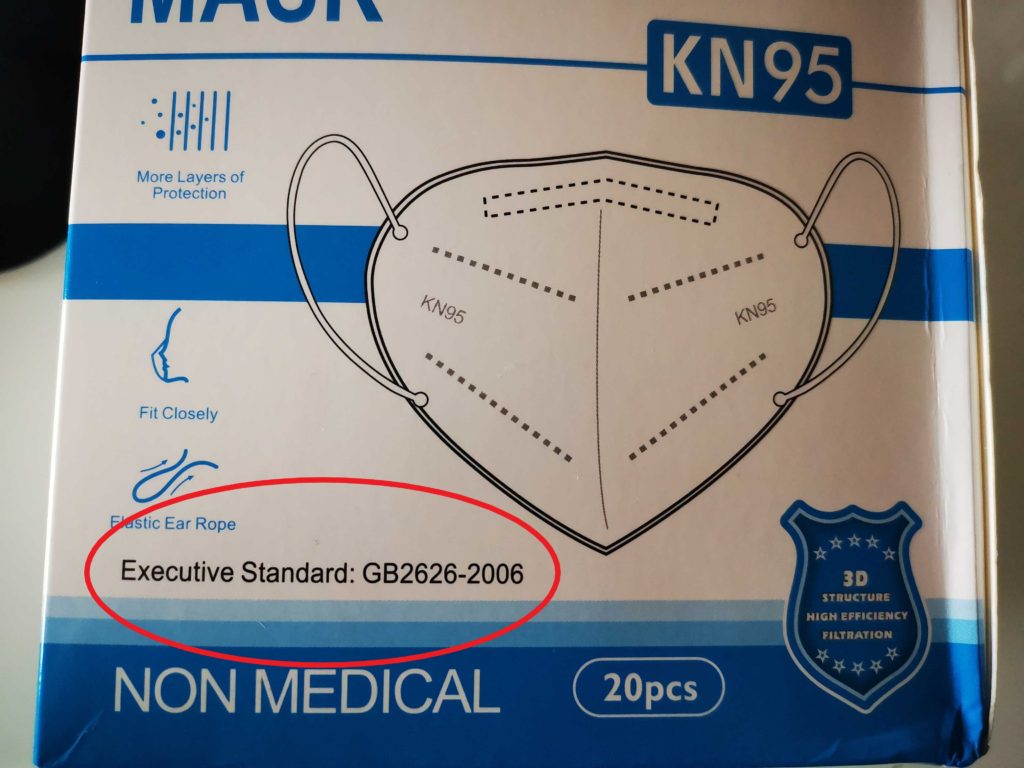 MASK
KN95
More Layers of
Protection
KN95
KN95
Fit Closely
Elastic Ear Rope
Executive Standard: GB2626-2006
3D
STRUCTURE
HIGH EFFICIENCY
FILTRATION
NON MEDICAL
20pcs